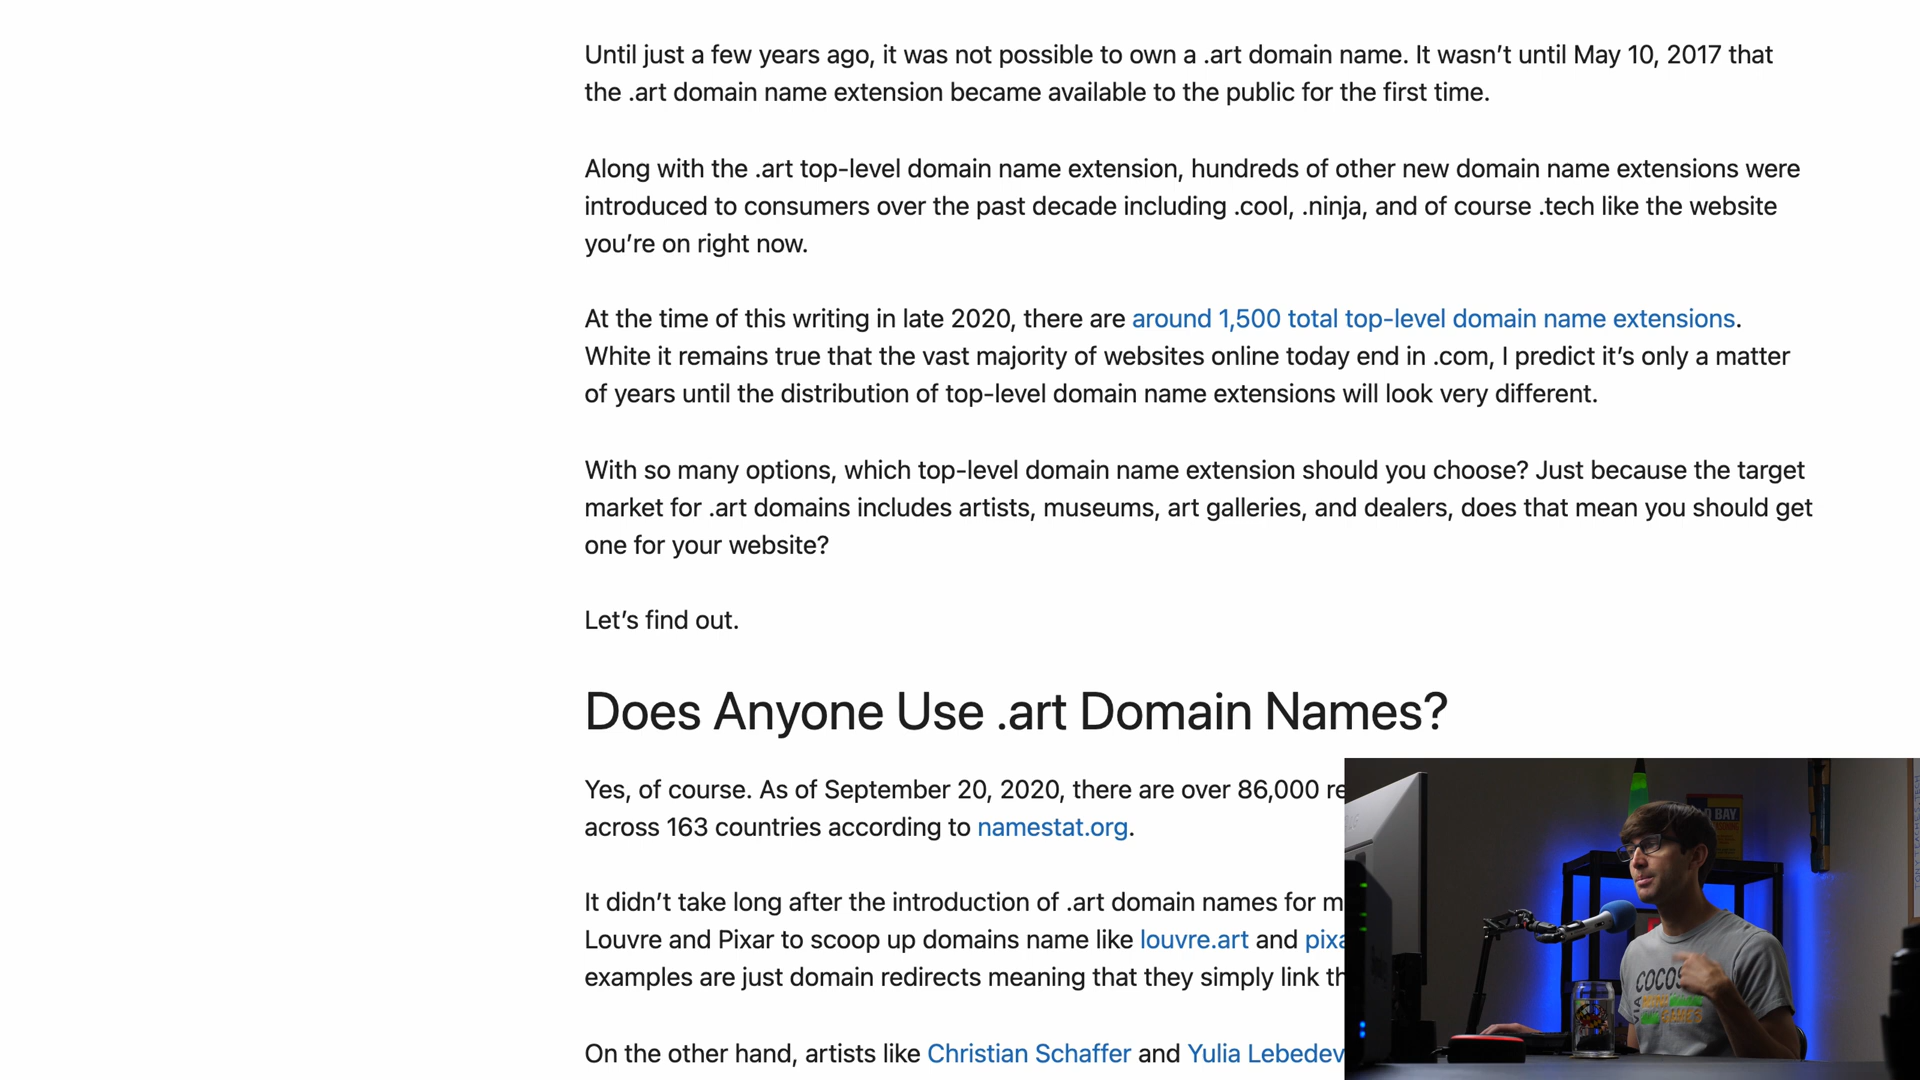 Until just a few years ago, it was not possible to own a .art domain name. It wasn’t until May 10, 2017 that
the .art domain name extension became available to the public for the first time.
Along with the .art top-level domain name extension, hundreds of other new domain name extensions were
introduced to consumers over the past decade including .cool, .ninja, and of course .tech like the website
you’re on right now.
At the time of this writing in late 2020, there are around 1,500 total top-level domain name extensions.
White it remains true that the vast majority of websites online today end in .com, I predict it’s only a matter
of years until the distribution of top-level domain name extensions will look very different.
With so many options, which top-level domain name extension should you choose? Just because the target
market for .art domains includes artists, museums, art galleries, and dealers, does that mean you should get
one for your website?
Let’s find out.
Does Anyone Use .art Domain Names?
Yes, of course. As of September 20, 2020, there are over 86,000 re
across 163 countries according to namestat.org.
It didn’t take long after the introduction of .art domain names for m
Louvre and Pixar to scoop up domains name like louvre.art and pixa
examples are just domain redirects meaning that they simply link th
On the other hand, artists like Christian Schaffer and Yulia Lebedev
BAY
COCOS
VIA